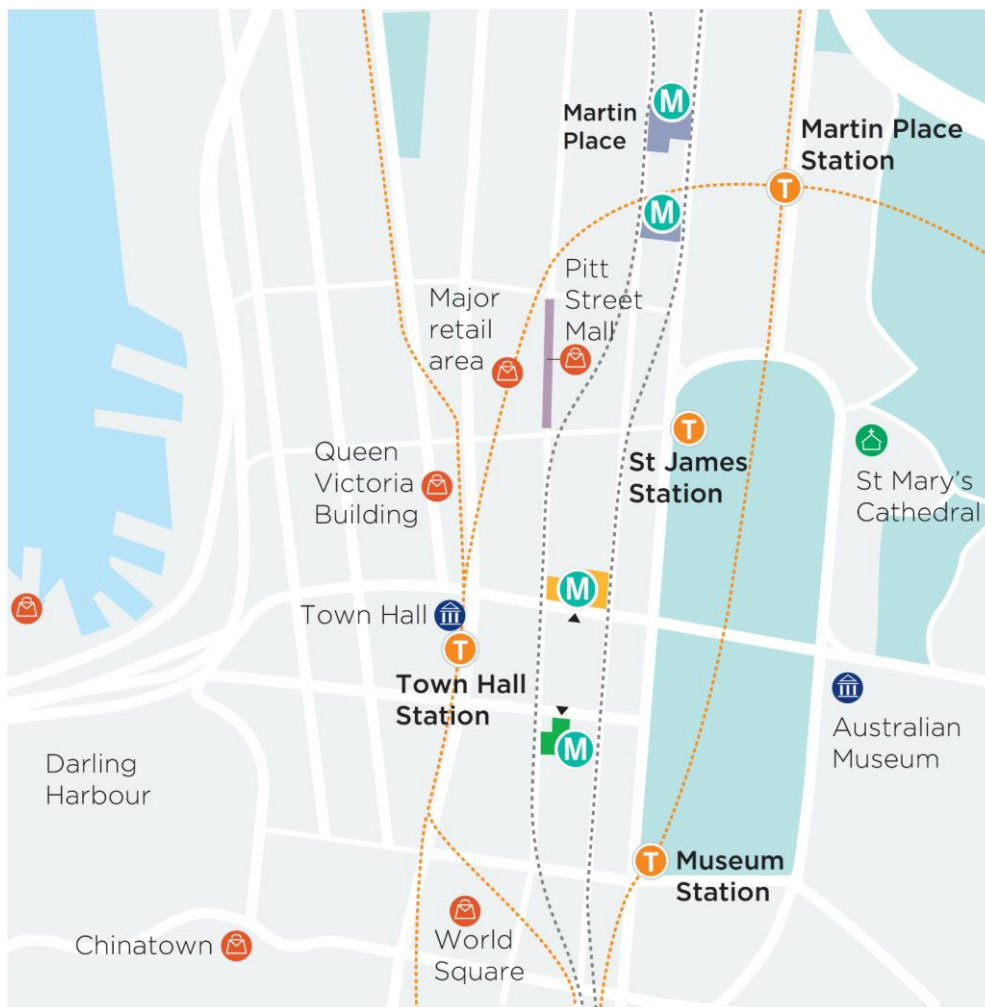 M
Martin
Place
Martin Place
Station
T
M
Pitt
Street
Mall
Major
retail
area
T
St James
Station
St Mary's
Cathedral
Queen
Victoria
Building
M
Town Hall
T
Town Hall
Station
M
Australian
Museum
Darling
Harbour
T
Museum
Station
World
Square
Chinatown